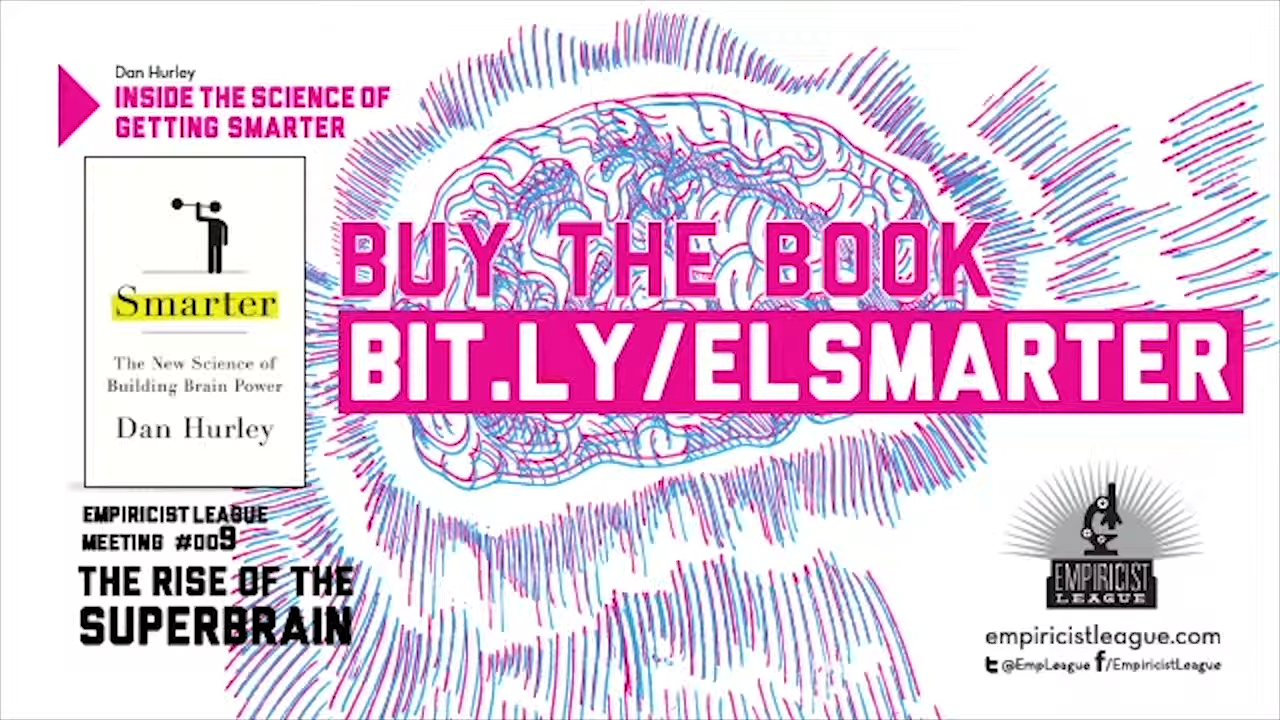 Dan Hurley
INSIDE THE SCIENCE OF
GETTING SMARTER
Smarter
The New Science of
Building Brain Power
Dan Hurley
BUY THE BOOK
BIT.LY/ELSMARTER
EMPIRICIST LEAGUE
MEETING #009
THE RISE OF THE
SUPERBRAIN
EMPIRICIST
LEAGUE
empiricistleague.com
@EmpLeague f/EmpiricistLeague